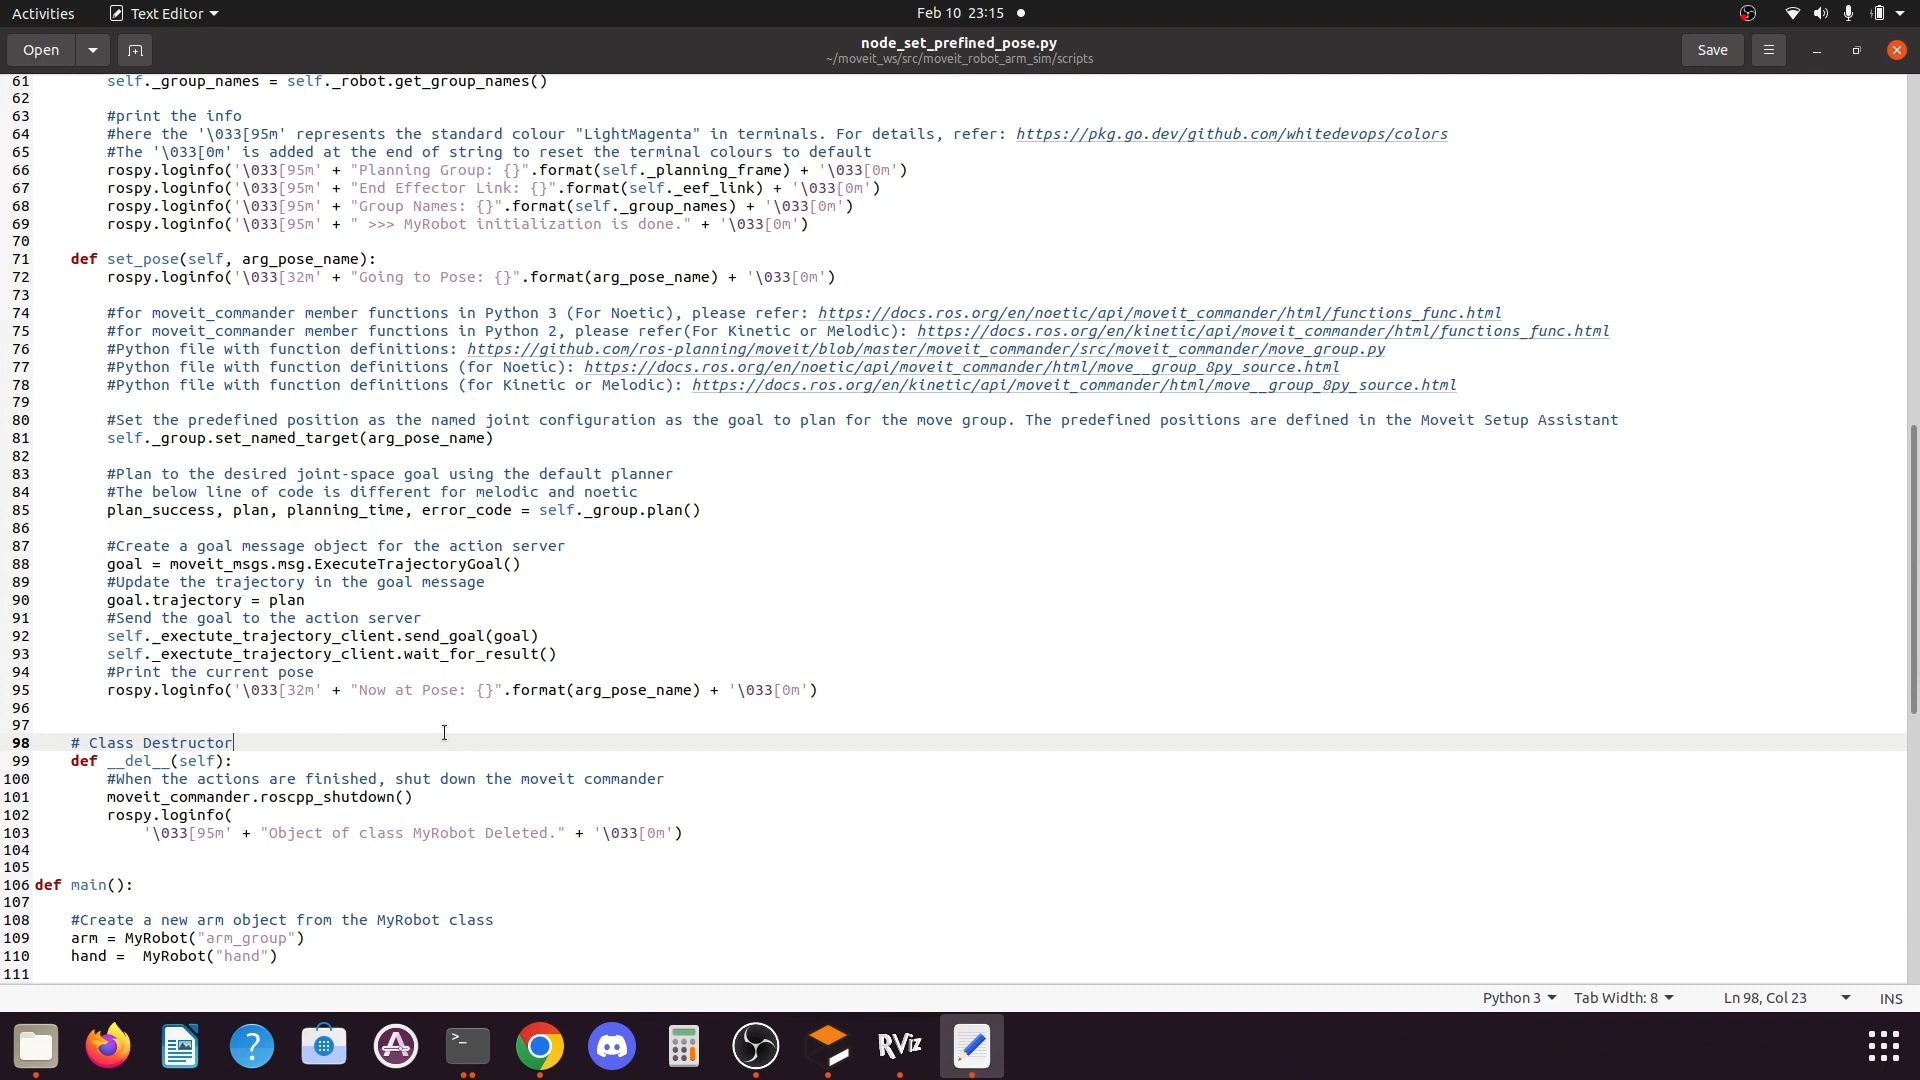 Activities Text Editor Feb 10 23:15
Open node_set_prefined_pose.py Save
~/moveit_ws/src/moveit_robot_arm_sim/scripts
61 self._group_names = self._robot.get_group_names()
62
63 #print the info
64 #here the '\033[95m' represents the standard colour "LightMagenta" in terminals. For details, refer: https://pkg.go.dev/github.com/whitedevops/colors
65 #The '\033[0m' is added at the end of string to reset the terminal colours to default
66 rospy.loginfo('\033[95m' + "Planning Group: {}".format(self._planning_frame) + '\033[0m')
67 rospy.loginfo('\033[95m' + "End Effector Link: {}".format(self._eef_link) + '\033[0m')
68 rospy.loginfo('\033[95m' + "Group Names: {}".format(self._group_names) + '\033[0m')
69 rospy.loginfo('\033[95m' + " >>> MyRobot initialization is done." + '\033[0m')
70
71 def set_pose(self, arg_pose_name):
72 rospy.loginfo('\033[32m' + "Going to Pose: {}".format(arg_pose_name) + '\033[0m')
73
74 #for moveit_commander member functions in Python 3 (For Noetic), please refer: https://docs.ros.org/en/noetic/api/moveit_commander/html/functions_func.html
75 #for moveit_commander member functions in Python 2, please refer(For Kinetic or Melodic): https://docs.ros.org/en/kinetic/api/moveit_commander/html/functions_func.html
76 #Python file with function definitions: https://github.com/ros-planning/moveit/blob/master/moveit_commander/src/moveit_commander/move_group.py
77 #Python file with function definitions (for Noetic): https://docs.ros.org/en/noetic/api/moveit_commander/html/move__group_8py_source.html
78 #Python file with function definitions (for Kinetic or Melodic): https://docs.ros.org/en/kinetic/api/moveit_commander/html/move__group_8py_source.html
79
80 #Set the predefined position as the named joint configuration as the goal to plan for the move group. The predefined positions are defined in the Moveit Setup Assistant
81 self._group.set_named_target(arg_pose_name)
82
83 #Plan to the desired joint-space goal using the default planner
84 #The below line of code is different for melodic and noetic
85 plan_success, plan, planning_time, error_code = self._group.plan()
86
87 #Create a goal message object for the action server
88 goal = moveit_msgs.msg.ExecuteTrajectoryGoal()
89 #Update the trajectory in the goal message
90 goal.trajectory = plan
91 #Send the goal to the action server
92 self._exectute_trajectory_client.send_goal(goal)
93 self._exectute_trajectory_client.wait_for_result()
94 #Print the current pose
95 rospy.loginfo('\033[32m' + "Now at Pose: {}".format(arg_pose_name) + '\033[0m')
96
97
98 # Class Destructor
99 def __del__(self):
100 #When the actions are finished, shut down the moveit commander
101 moveit_commander.roscpp_shutdown()
102 rospy.loginfo(
103 '\033[95m' + "Object of class MyRobot Deleted." + '\033[0m')
104
105
106 def main():
107
108 #Create a new arm object from the MyRobot class
109 arm = MyRobot("arm_group")
110 hand =  MyRobot("hand")
111
Python 3 Tab Width: 8 Ln 98, Col 23 INS
RViz